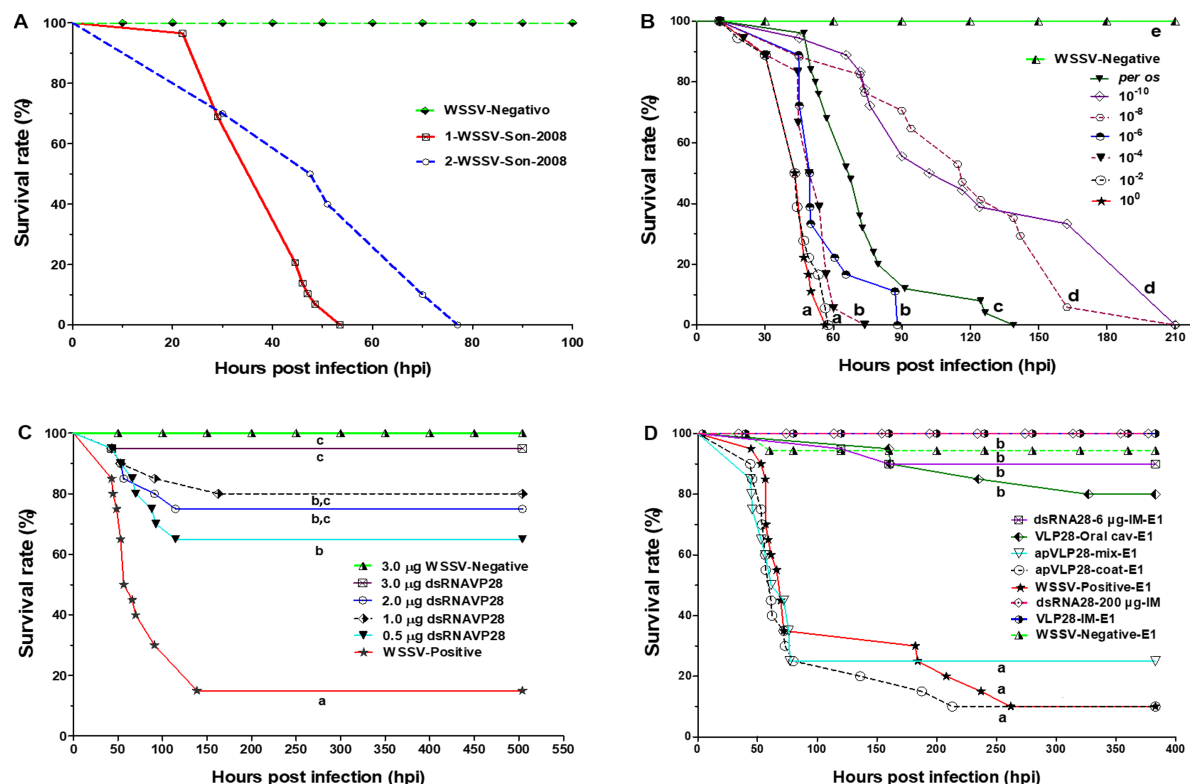 A
Survival rate (%)
100
80
60
40
20
0
WSSV-Negativo
1-WSSV-Son-2008
2-WSSV-Son-2008
0 20 40 60 80 100
Hours post infection (hpi)
B
Survival rate (%)
100
80
60
40
20
0
e
WSSV-Negative
per os
10⁻¹⁰
10⁻⁸
10⁻⁶
10⁻⁴
10⁻²
10⁰
a a b b c d d
0 30 60 90 120 150 180 210
Hours post infection (hpi)
C
Survival rate (%)
100
80
60
40
20
0
c
c
b,c
b,c
b
3.0 µg WSSV-Negative
3.0 µg dsRNAVP28
2.0 µg dsRNAVP28
1.0 µg dsRNAVP28
0.5 µg dsRNAVP28
WSSV-Positive
a
0 50 100 150 200 250 300 350 400 450 500 550
Hours post infection (hpi)
D
Survival rate (%)
100
90
80
70
60
50
40
30
20
10
0
b
b
b
b
dsRNA28-6 µg-IM-E1
VLP28-Oral cav-E1
apVLP28-mix-E1
apVLP28-coat-E1
WSSV-Positive-E1
dsRNA28-200 µg-IM
VLP28-IM-E1
WSSV-Negative-E1
a
a
a
0 50 100 150 200 250 300 350 400
Hours post infection (hpi)